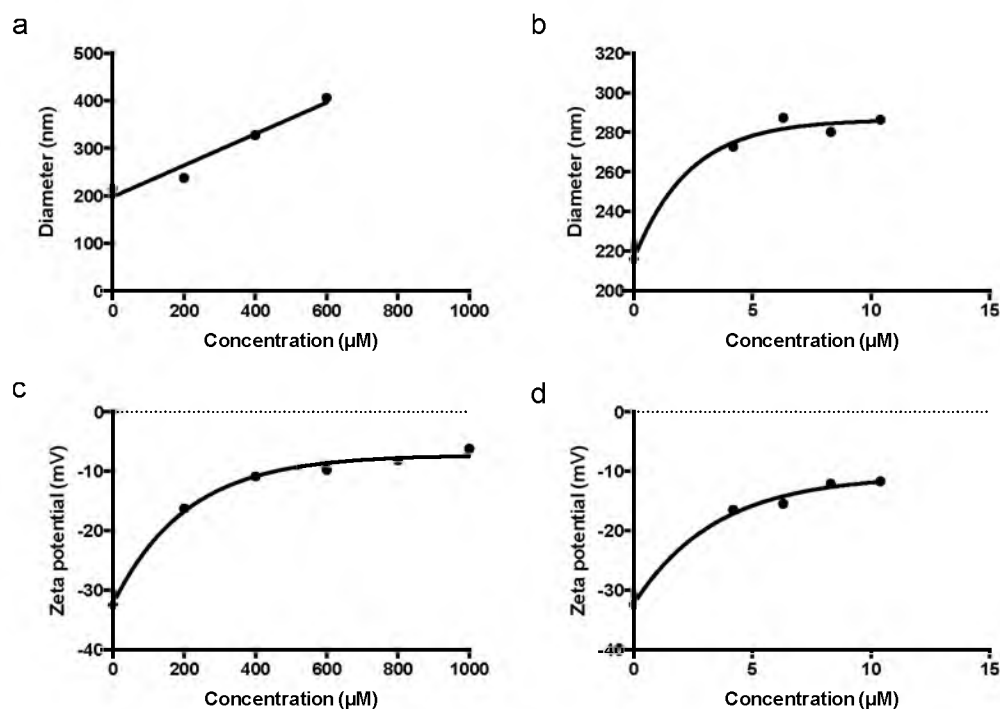 a
500
400
300
200
100
0
0 200 400 600 800 1000
Diameter (nm)
Concentration (µM)
b
320
300
280
260
240
220
200
0 5 10 15
Diameter (nm)
Concentration (µM)
c
0
-10
-20
-30
-40
0 200 400 600 800 1000
Zeta potential (mV)
Concentration (µM)
d
0
-10
-20
-30
-40
0 5 10 15
Zeta potential (mV)
Concentration (µM)